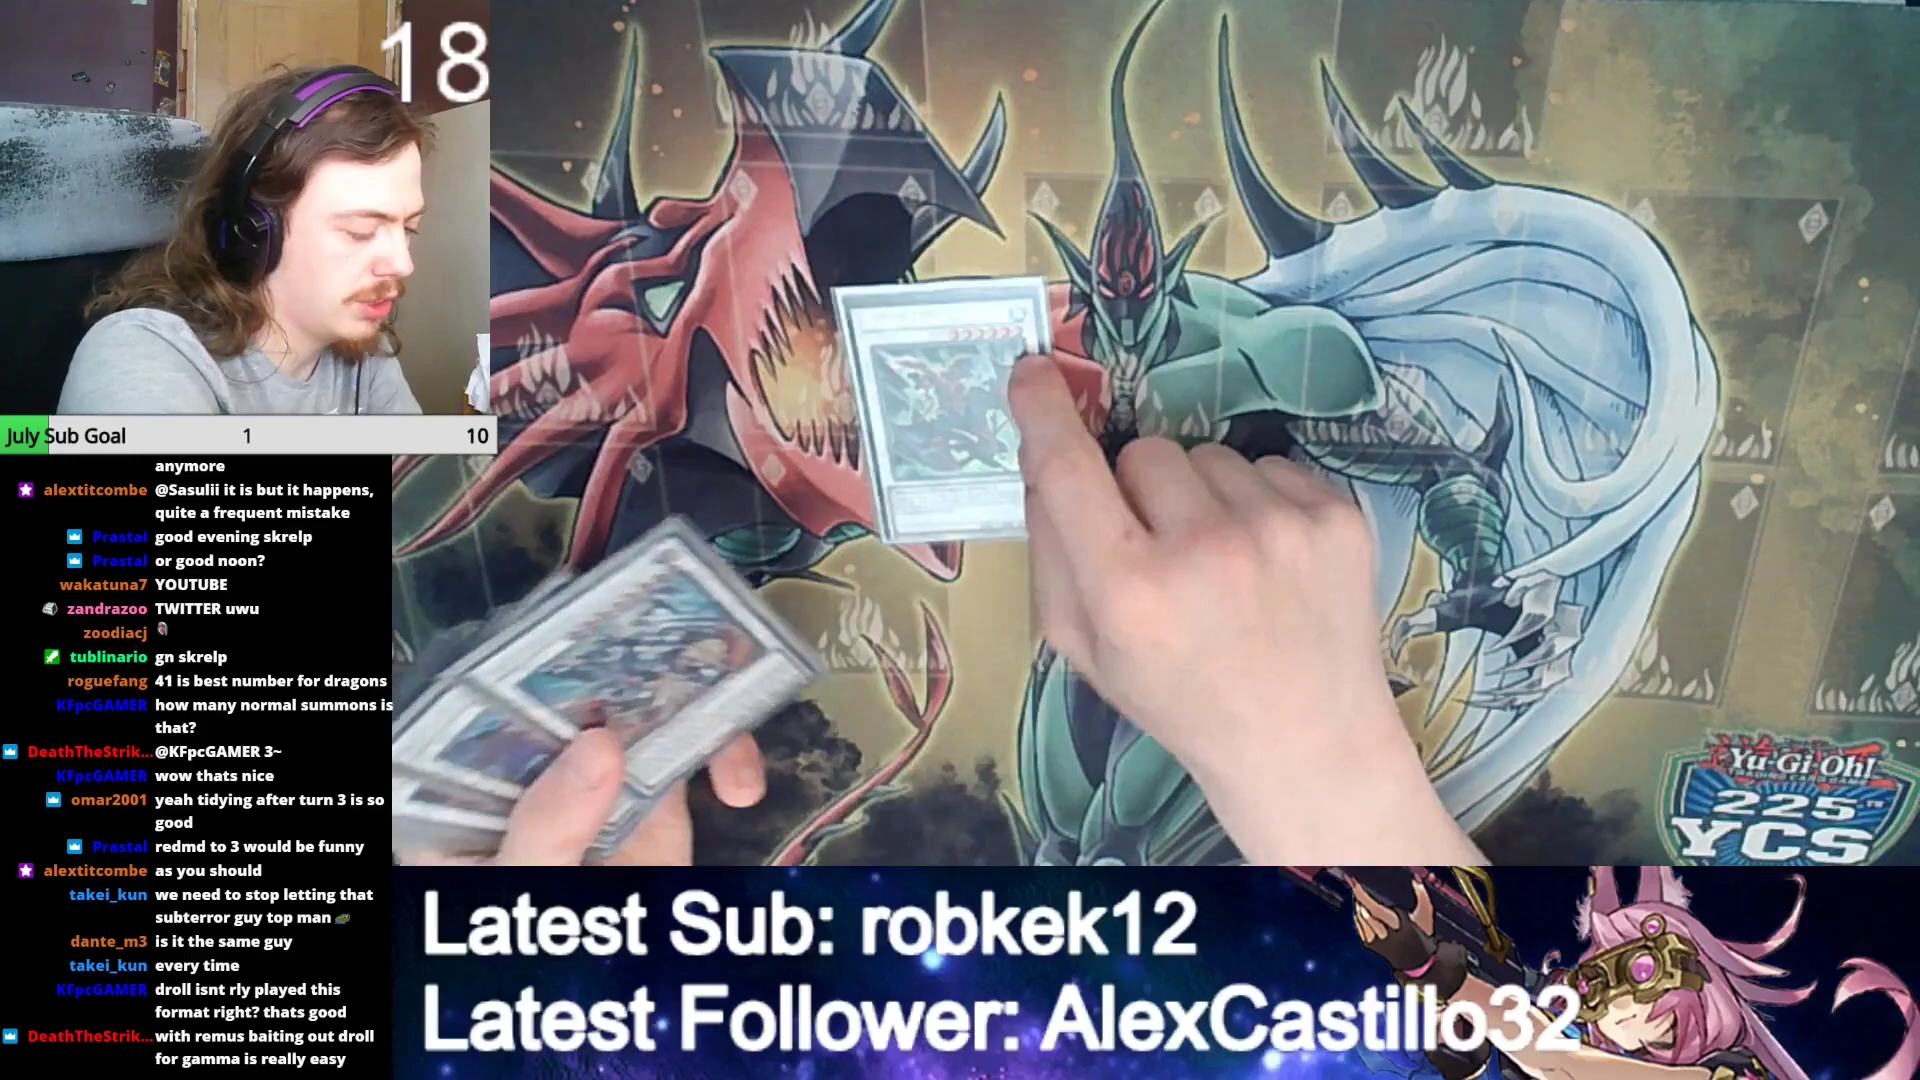 18
July Sub Goal 1 10
anymore
alextitcombe @Sasulii it is but it happens,
quite a frequent mistake
Prastal good evening skrelp
Prastal or good noon?
wakatuna7 YOUTUBE
zandrazoo TWITTER uwu
zoodiacj
tublinario gn skrelp
roguefang 41 is best number for dragons
KFpcGAMER how many normal summons is
that?
DeathTheStrik... @KFpcGAMER 3~
KFpcGAMER wow thats nice
omar2001 yeah tidying after turn 3 is so
good
Prastal redmd to 3 would be funny
alextitcombe as you should
takei_kun we need to stop letting that
subterror guy top man
dante_m3 is it the same guy
takei_kun every time
KFpcGAMER droll isnt rly played this
format right? thats good
DeathTheStrik... with remus baiting out droll
for gamma is really easy
Yu-Gi-Oh!
TRADING CARD GAME
225
YCS
Latest Sub: robkek12
Latest Follower: AlexCastillo32